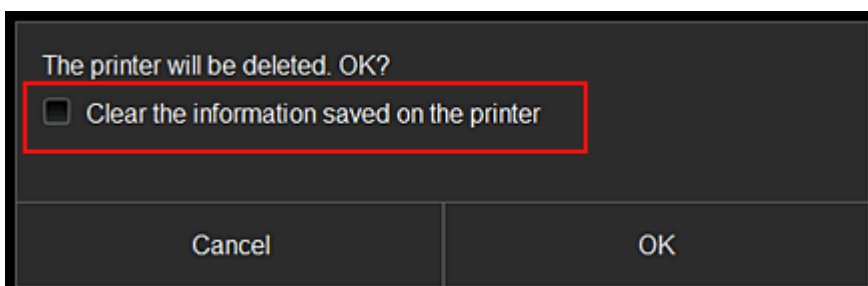 The printer will be deleted. OK?
Clear the information saved on the printer
Cancel
OK